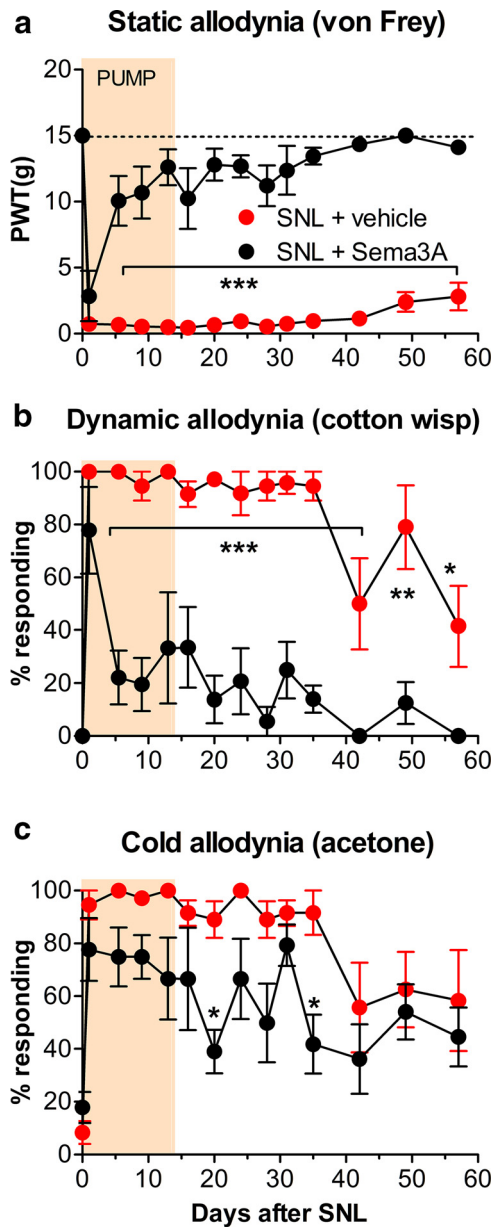 a Static allodynia (von Frey)
PUMP
20
15
10
5
0
PWT(g)
SNL + vehicle
SNL + Sema3A
***
0 10 20 30 40 50 60
b Dynamic allodynia (cotton wisp)
100
80
60
40
20
0
% responding
***
**
*
0 10 20 30 40 50 60
c Cold allodynia (acetone)
100
80
60
40
20
0
% responding
*
*
0 10 20 30 40 50 60
Days after SNL